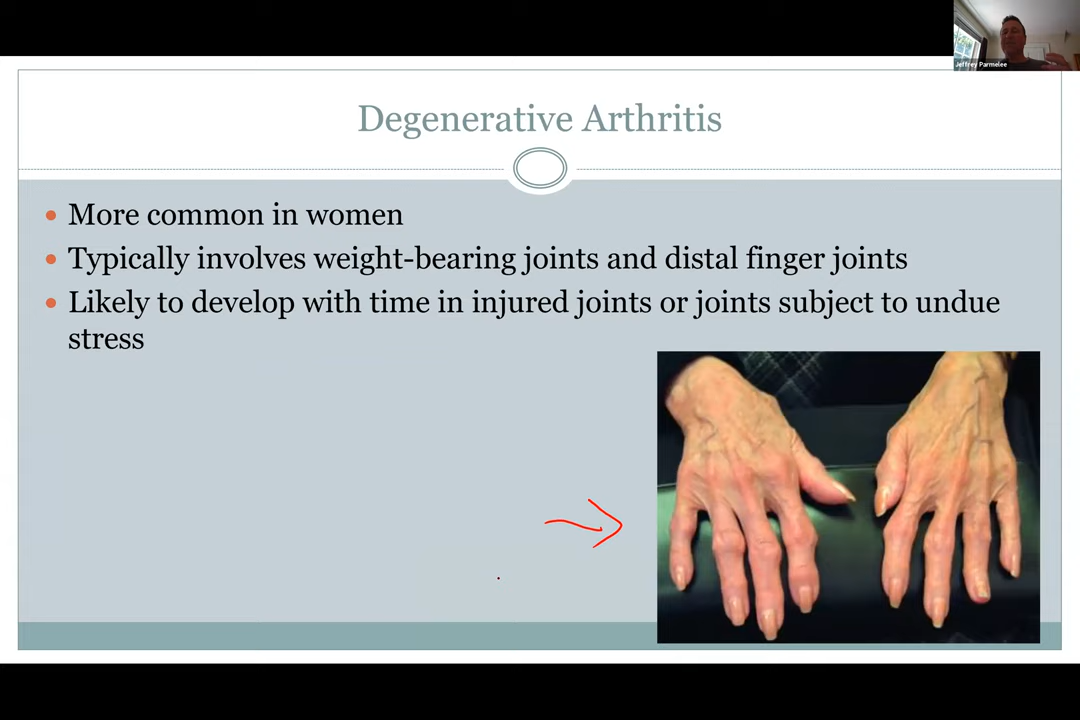 Jeffrey Parmelee
Degenerative Arthritis
More common in women
Typically involves weight-bearing joints and distal finger joints
Likely to develop with time in injured joints or joints subject to undue
stress